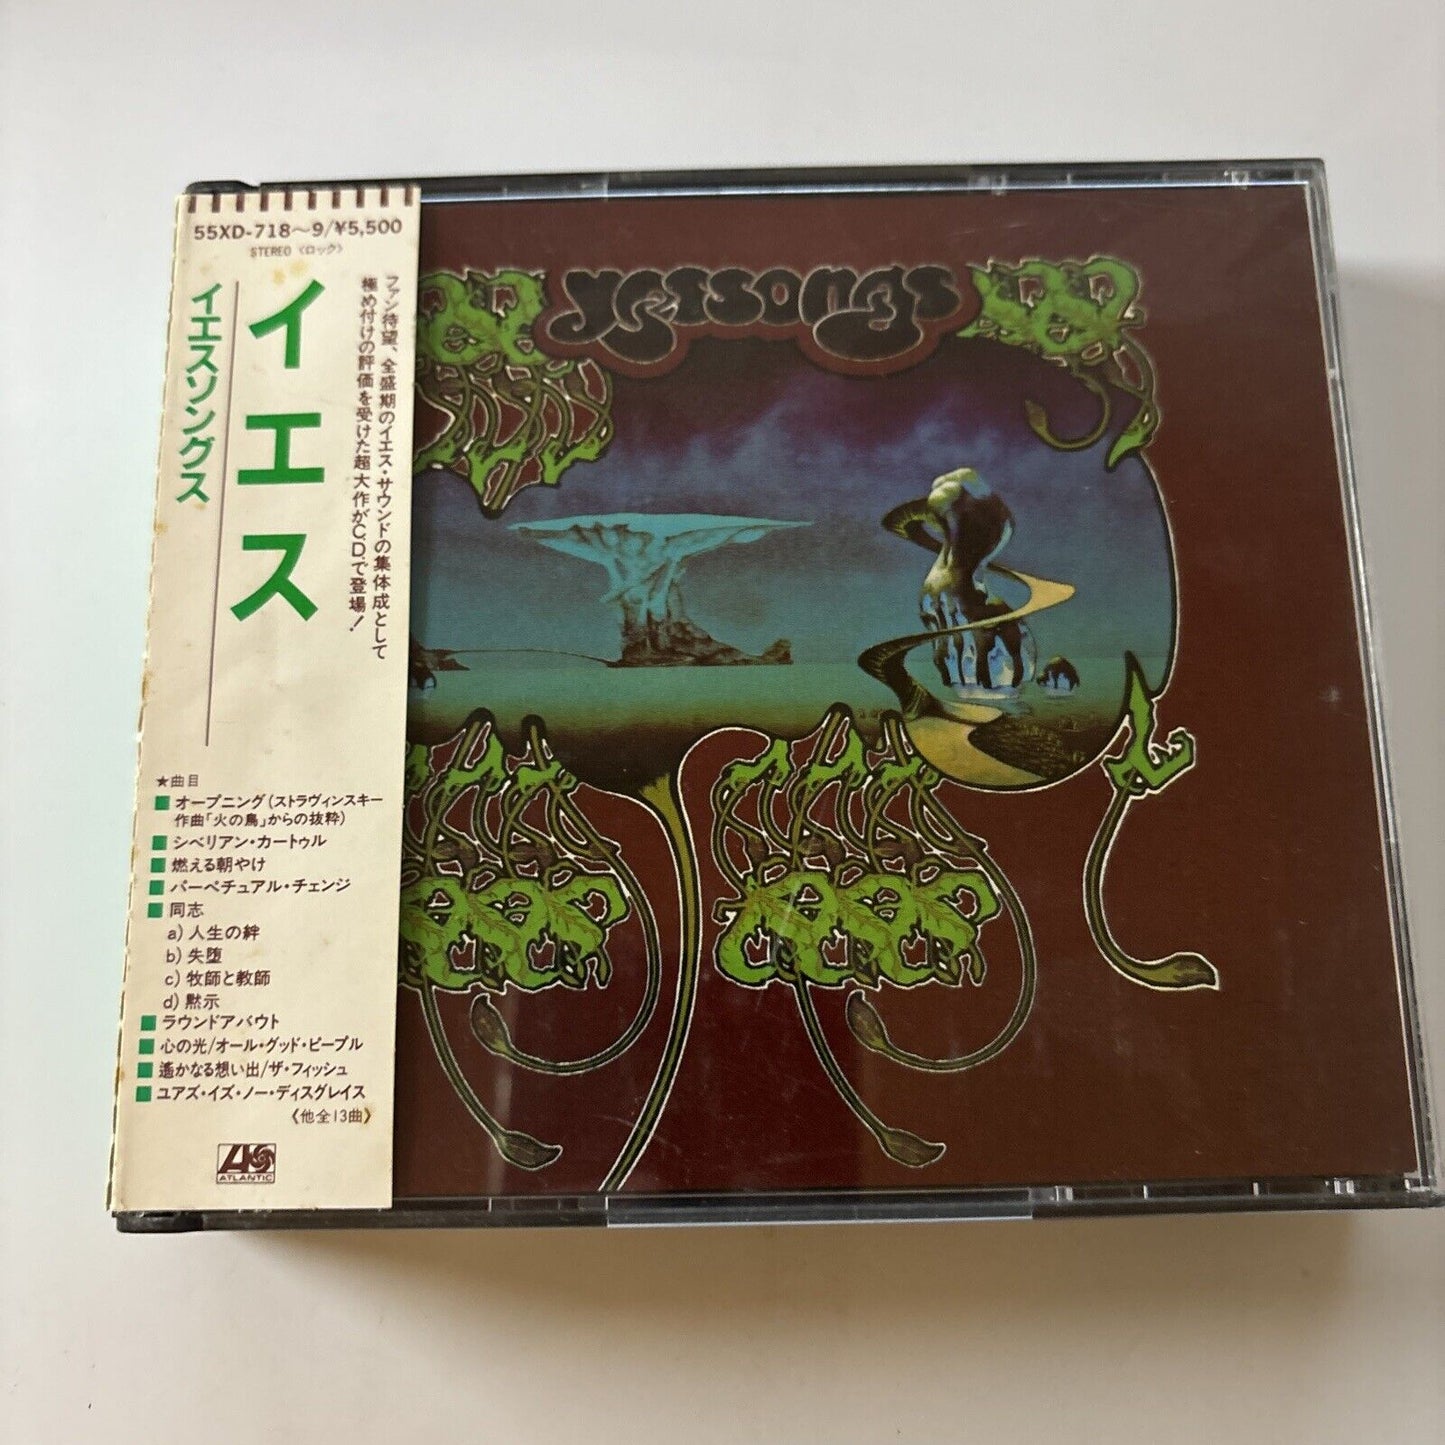 55XD-718〜9/¥5,500
STEREO〈ロック〉
ファン待望、全盛期のイエス・サウンドの集体成として
極め付けの評価を受けた超大作がC.D.で登場！
イエス
イエスソングス
yessongs
★曲目
■オープニング(ストラヴィンスキー
作曲「火の鳥」からの抜粋)
■シベリアン・カートゥル
■燃える朝やけ
■パーペチュアル・チェンジ
■同志
a)人生の絆
b)失堕
c)牧師と教師
d)黙示
■ラウンドアバウト
■心の光/オール・グッド・ピープル
■遙かなる想い出/ザ・フィッシュ
■ユアズ・イズ・ノー・ディスグレイス
《他全13曲》
ATLANTIC